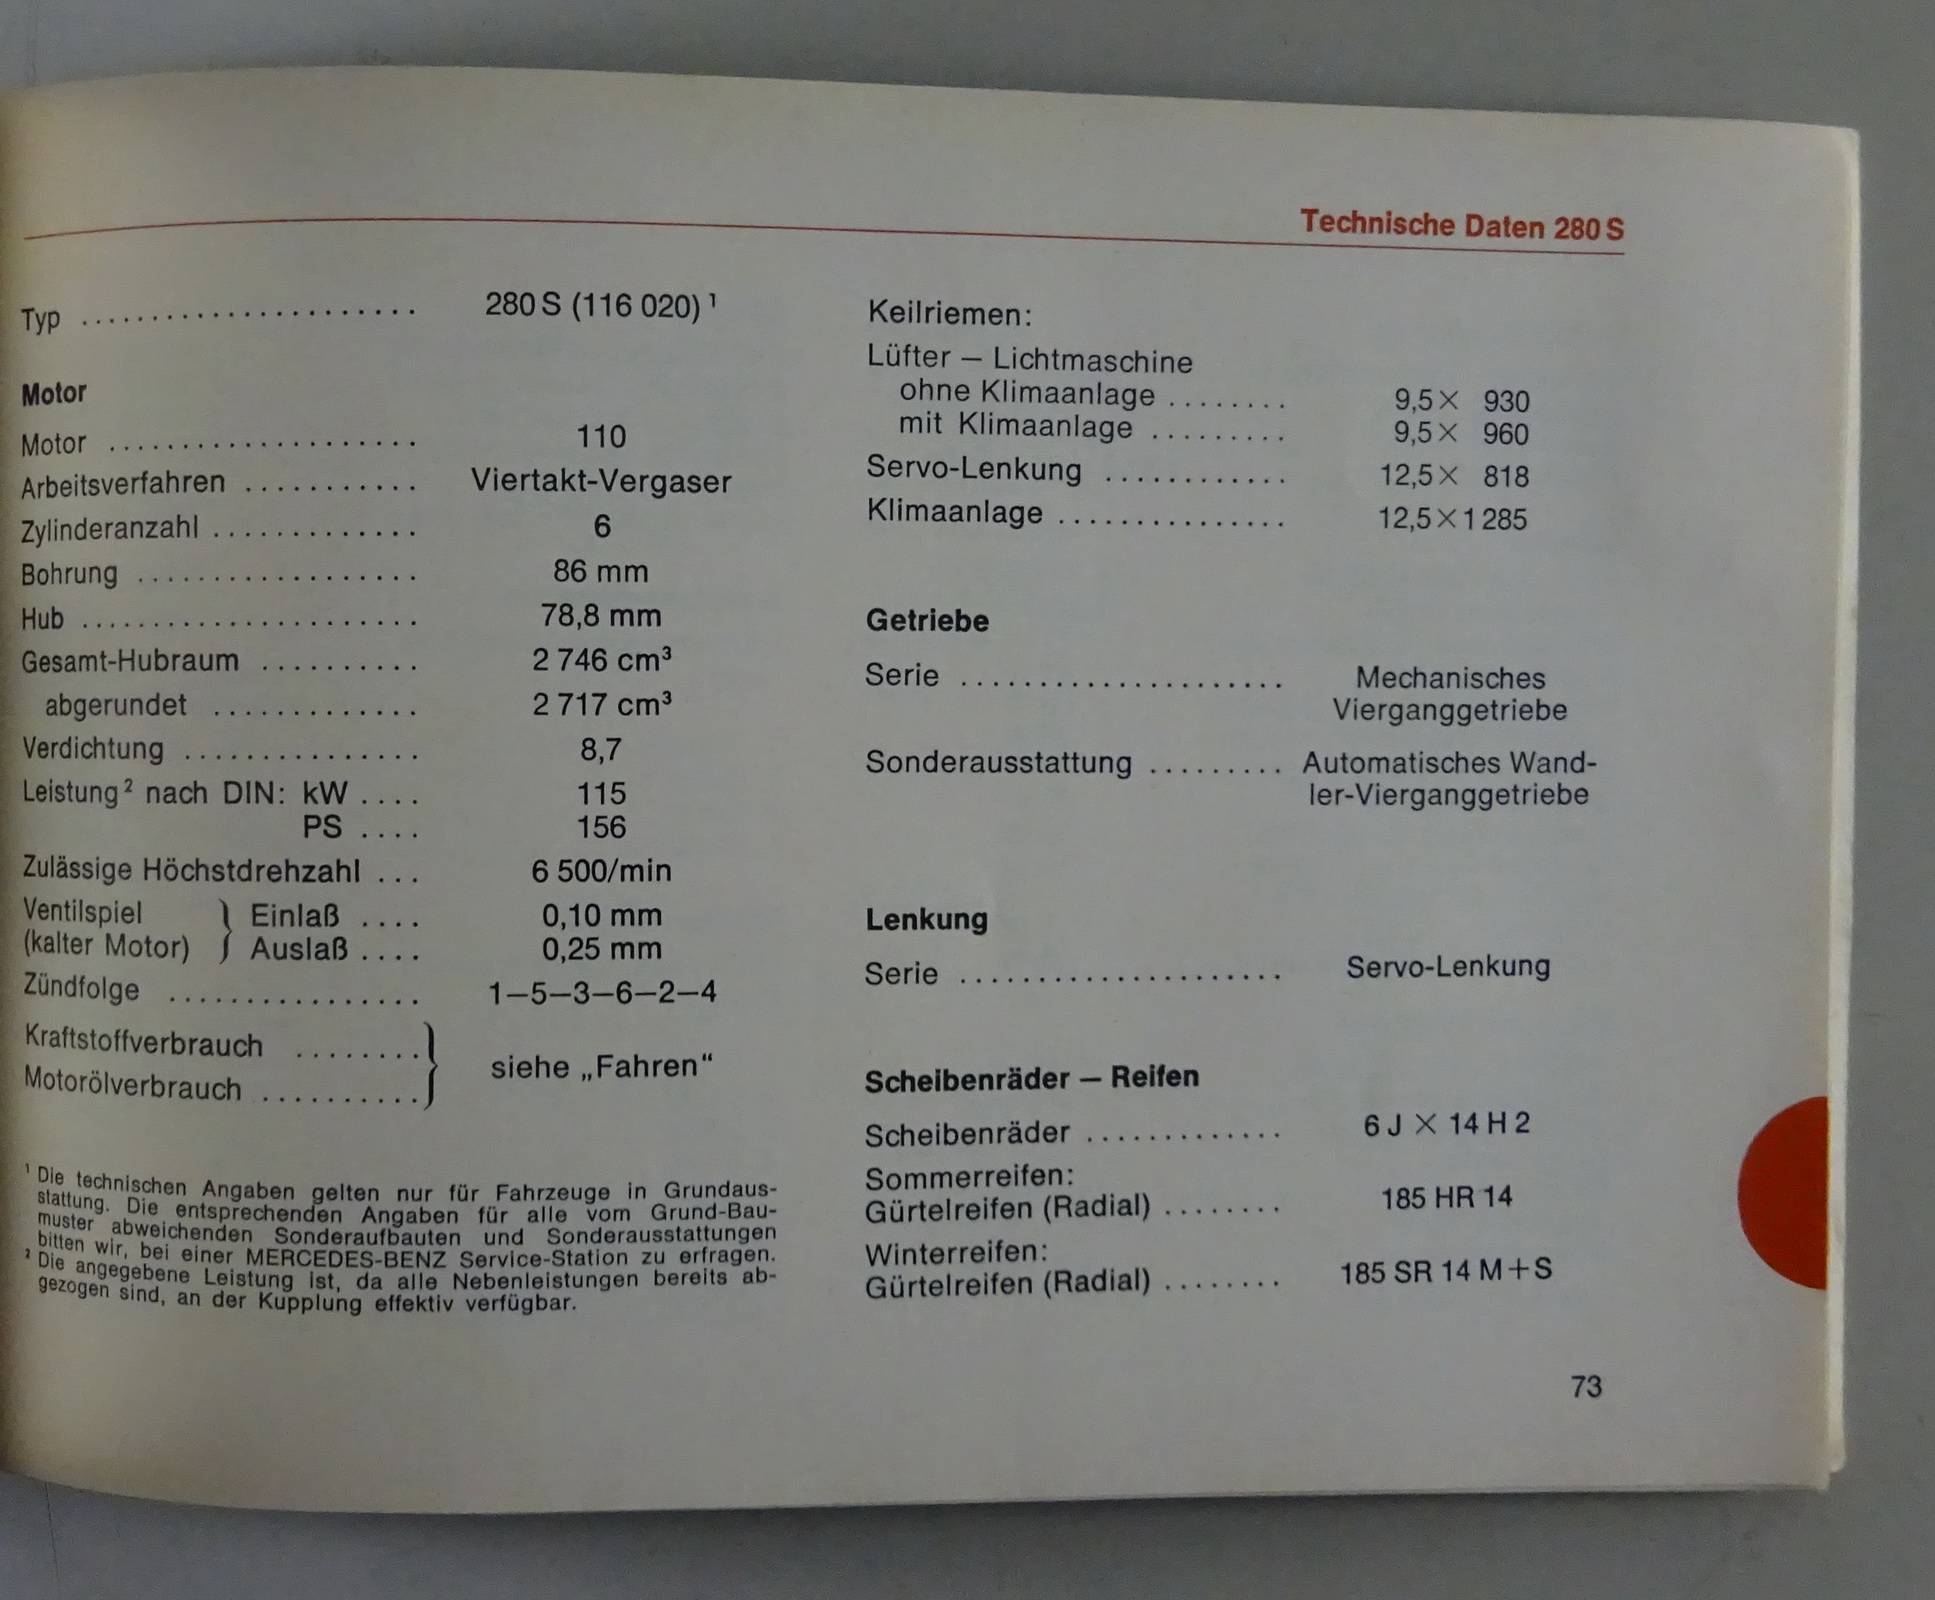 Technische Daten 280 S
Typ ...................... 280 S (116 020) ¹
Motor
Motor .................... 110
Arbeitsverfahren ........... Viertakt-Vergaser
Zylinderanzahl ............. 6
Bohrung .................. 86 mm
Hub ...................... 78,8 mm
Gesamt-Hubraum .......... 2 746 cm³
abgerundet ............. 2 717 cm³
Verdichtung ............... 8,7
Leistung² nach DIN: kW .... 115
PS .... 156
Zulässige Höchstdrehzahl ... 6 500/min
Ventilspiel } Einlaß .... 0,10 mm
(kalter Motor) } Auslaß .... 0,25 mm
Zündfolge ................ 1—5—3—6—2—4
Kraftstoffverbrauch ........ }
siehe „Fahren“
Motorölverbrauch .......... }
¹ Die technischen Angaben gelten nur für Fahrzeuge in Grundaus-
stattung. Die entsprechenden Angaben für alle vom Grund-Bau-
muster abweichenden Sonderaufbauten und Sonderausstattungen
bitten wir, bei einer MERCEDES-BENZ Service-Station zu erfragen.
² Die angegebene Leistung ist, da alle Nebenleistungen bereits ab-
gezogen sind, an der Kupplung effektiv verfügbar.
Keilriemen:
Lüfter — Lichtmaschine
ohne Klimaanlage ........ 9,5 × 930
mit Klimaanlage ......... 9,5 × 960
Servo-Lenkung ............ 12,5 × 818
Klimaanlage ............... 12,5 × 1 285
Getriebe
Serie ..................... Mechanisches
Vierganggetriebe
Sonderausstattung ......... Automatisches Wand-
ler-Vierganggetriebe
Lenkung
Serie ..................... Servo-Lenkung
Scheibenräder — Reifen
Scheibenräder ............. 6 J × 14 H 2
Sommerreifen:
Gürtelreifen (Radial) ........ 185 HR 14
Winterreifen:
Gürtelreifen (Radial) ........ 185 SR 14 M+S
73